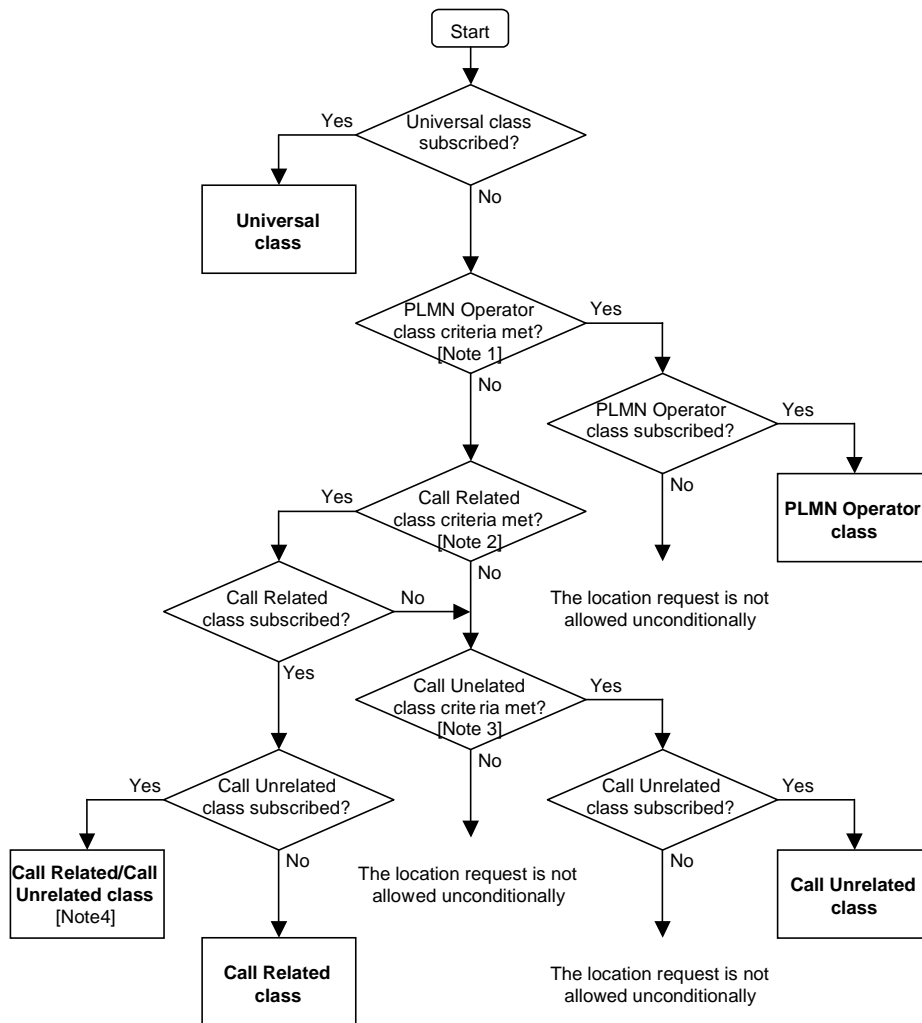 Start
Universal class
subscribed?
Yes
No
Universal
class
PLMN Operator
class criteria met?
[Note 1]
Yes
No
PLMN Operator
class subscribed?
Yes
No
PLMN Operator
class
The location request is not
allowed unconditionally
Call Related
class criteria met?
[Note 2]
Yes
No
Call Related
class subscribed?
No
Yes
Call Unelated
class criteria met?
[Note 3]
Yes
No
Call Unrelated
class subscribed?
Yes
No
Call Related/Call
Unrelated class
[Note4]
Call Related
class
The location request is not
allowed unconditionally
Call Unrelated
class subscribed?
Yes
No
Call Unrelated
class
The location request is not
allowed unconditionally